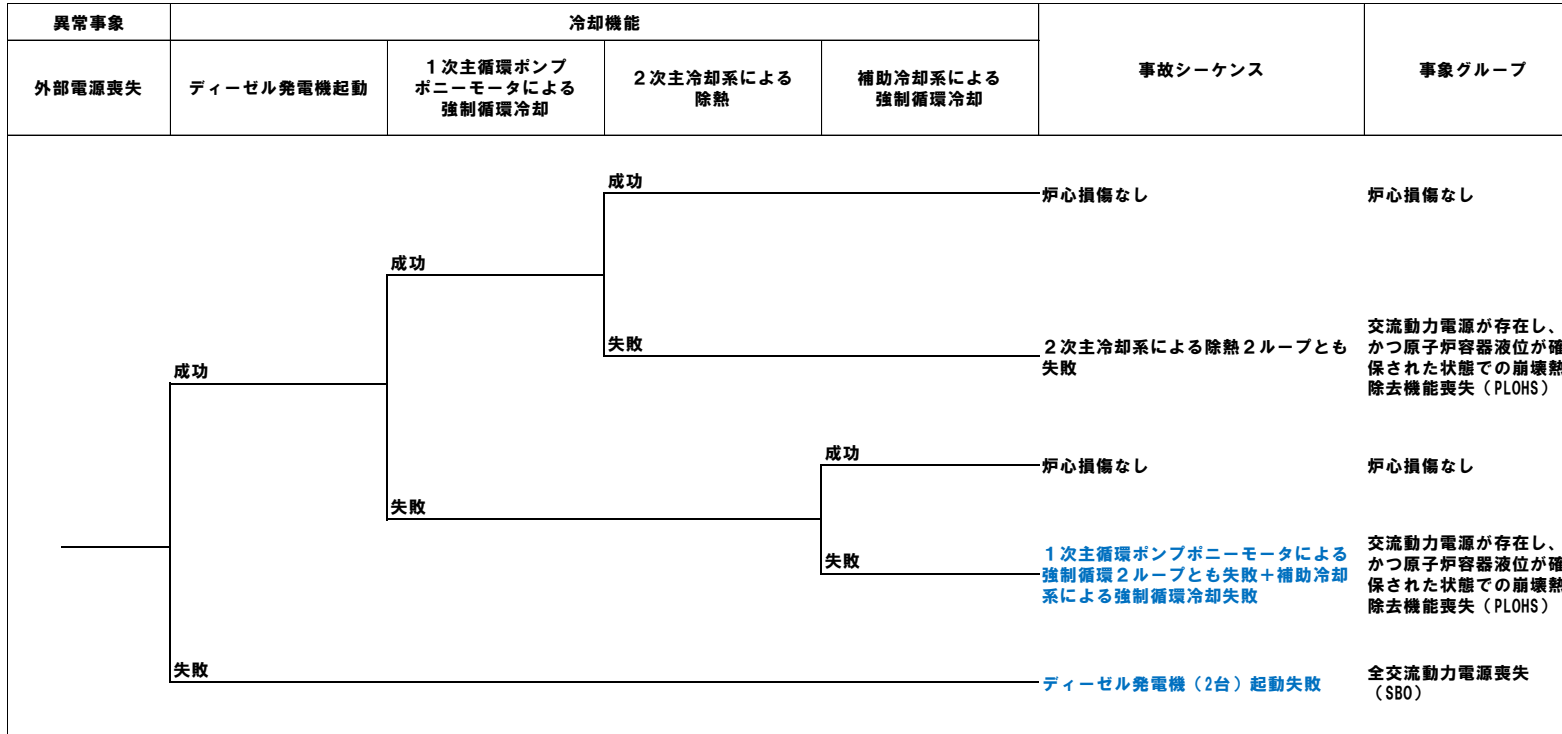 異常事象
冷却機能
外部電源喪失
ディーゼル発電機起動
1次主循環ポンプ
ポニーモータによる
強制循環冷却
2次主冷却系による
除熱
補助冷却系による
強制循環冷却
事故シーケンス
事象グループ
成功
炉心損傷なし
炉心損傷なし
成功
失敗
2次主冷却系による除熱2ループとも
失敗
交流動力電源が存在し、
かつ原子炉容器液位が確
保された状態での崩壊熱
除去機能喪失(PLOHS)
成功
成功
炉心損傷なし
炉心損傷なし
失敗
失敗
1次主循環ポンプポニーモータによる
強制循環2ループとも失敗+補助冷却
系による強制循環冷却失敗
交流動力電源が存在し、
かつ原子炉容器液位が確
保された状態での崩壊熱
除去機能喪失(PLOHS)
失敗
ディーゼル発電機(2台)起動失敗
全交流動力電源喪失
(SBO)